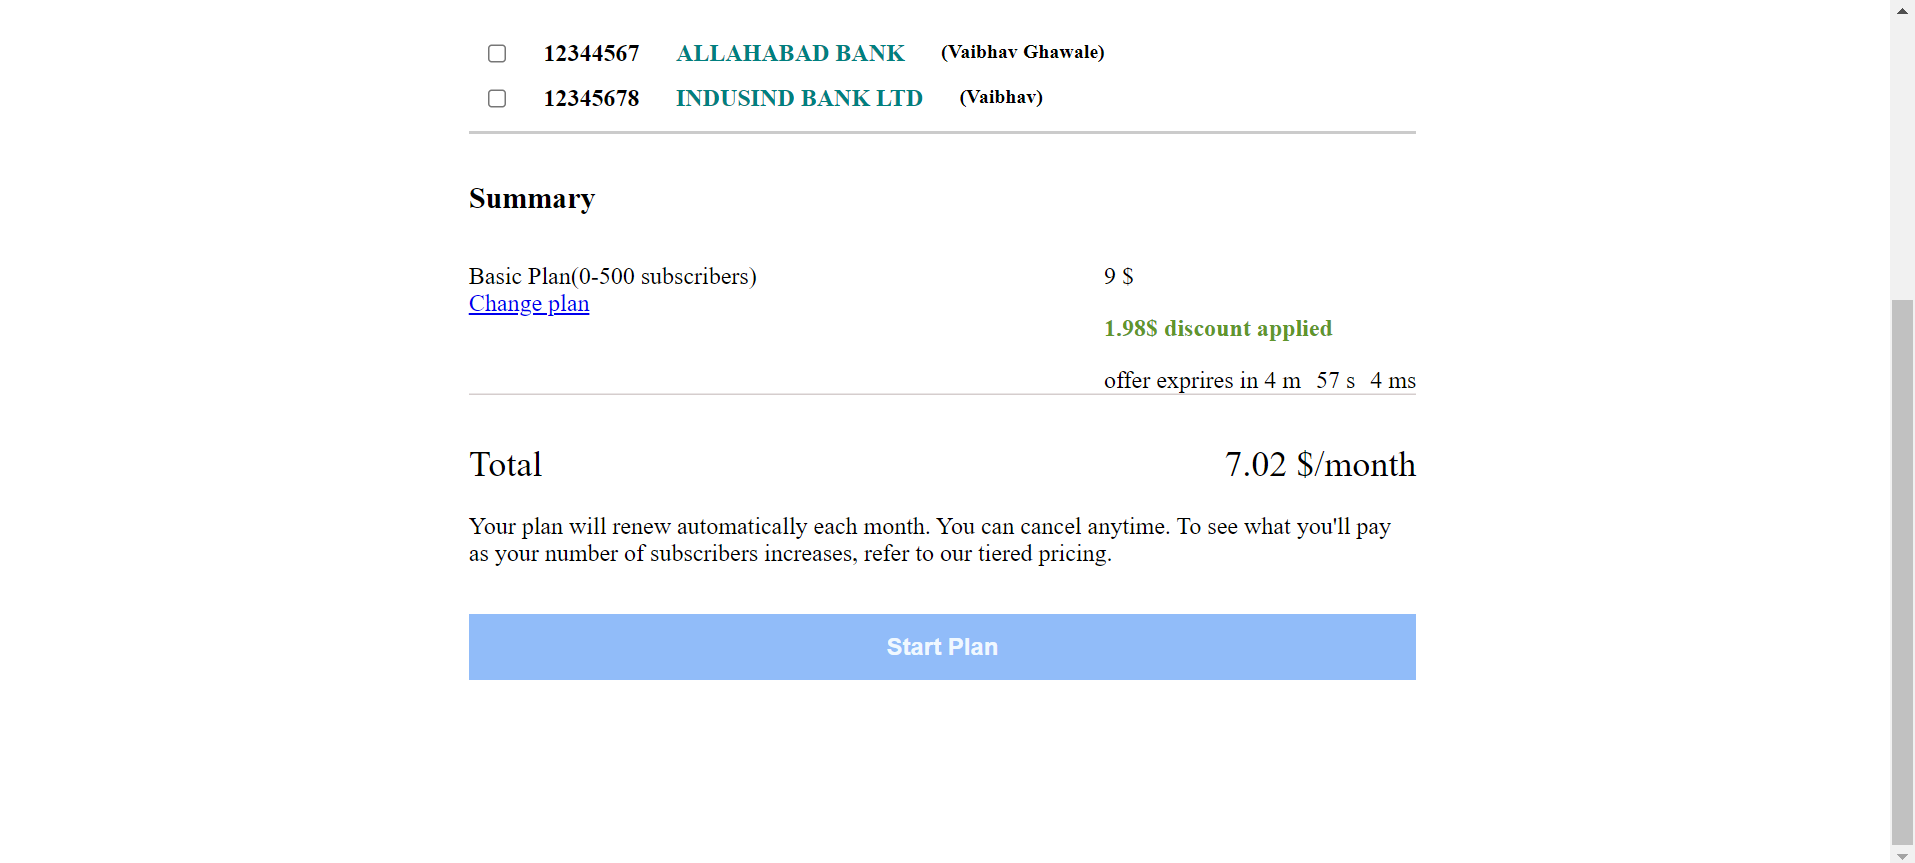 12344567 ALLAHABAD BANK (Vaibhav Ghawale)
12345678 INDUSIND BANK LTD (Vaibhav)
Summary
Basic Plan(0-500 subscribers) 9 $
Change plan
1.98$ discount applied
offer exprires in 4 m 57 s 4 ms
Total 7.02 $/month
Your plan will renew automatically each month. You can cancel anytime. To see what you'll pay
as your number of subscribers increases, refer to our tiered pricing.
Start Plan